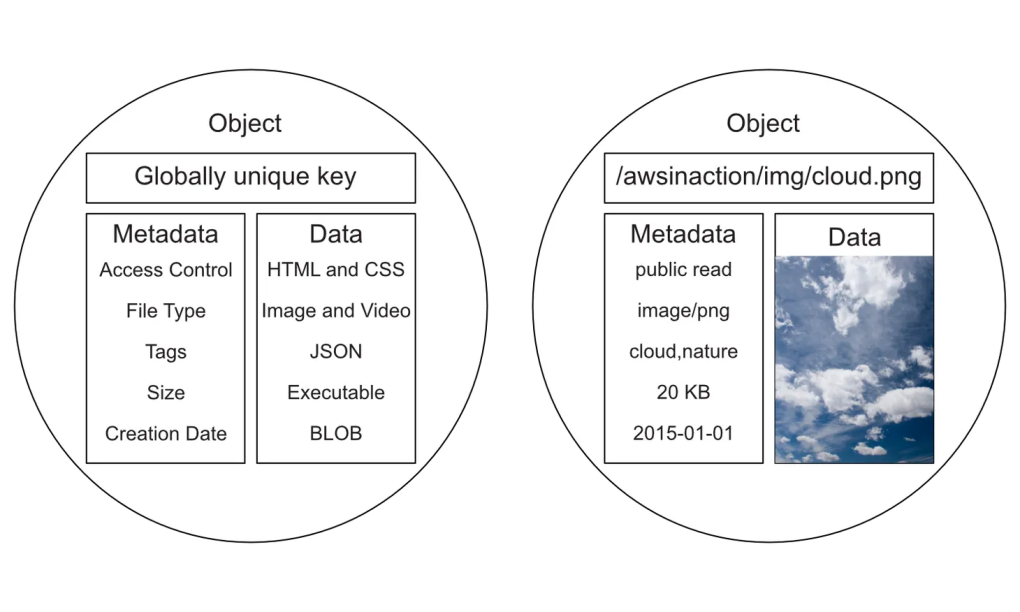 Object
Globally unique key
Metadata
Access Control
File Type
Tags
Size
Creation Date
Data
HTML and CSS
Image and Video
JSON
Executable
BLOB
Object
/awsinaction/img/cloud.png
Metadata
public read
image/png
cloud,nature
20 KB
2015-01-01
Data